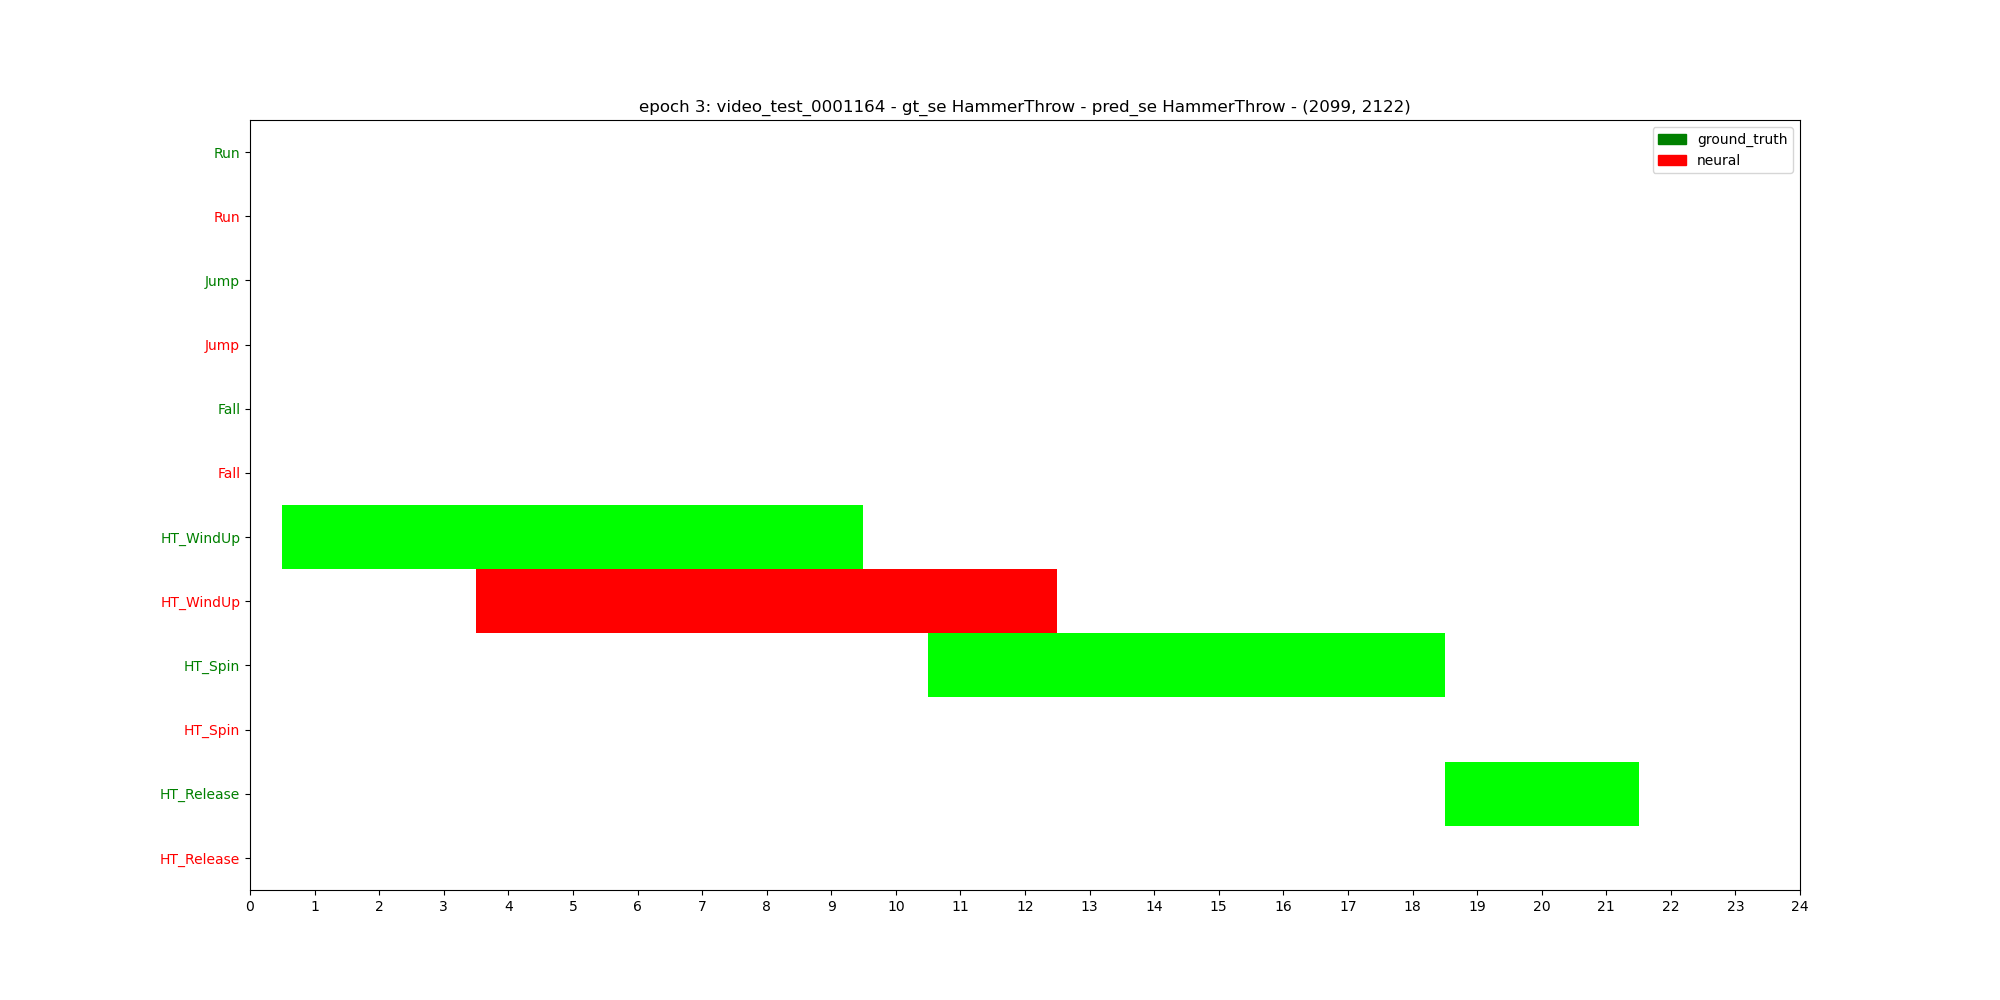 epoch 3: video_test_0001164 - gt_se HammerThrow - pred_se HammerThrow - (2099, 2122)
ground_truth
neural
Run
Run
Jump
Jump
Fall
Fall
HT_WindUp
HT_WindUp
HT_Spin
HT_Spin
HT_Release
HT_Release
0 1 2 3 4 5 6 7 8 9 10 11 12 13 14 15 16 17 18 19 20 21 22 23 24